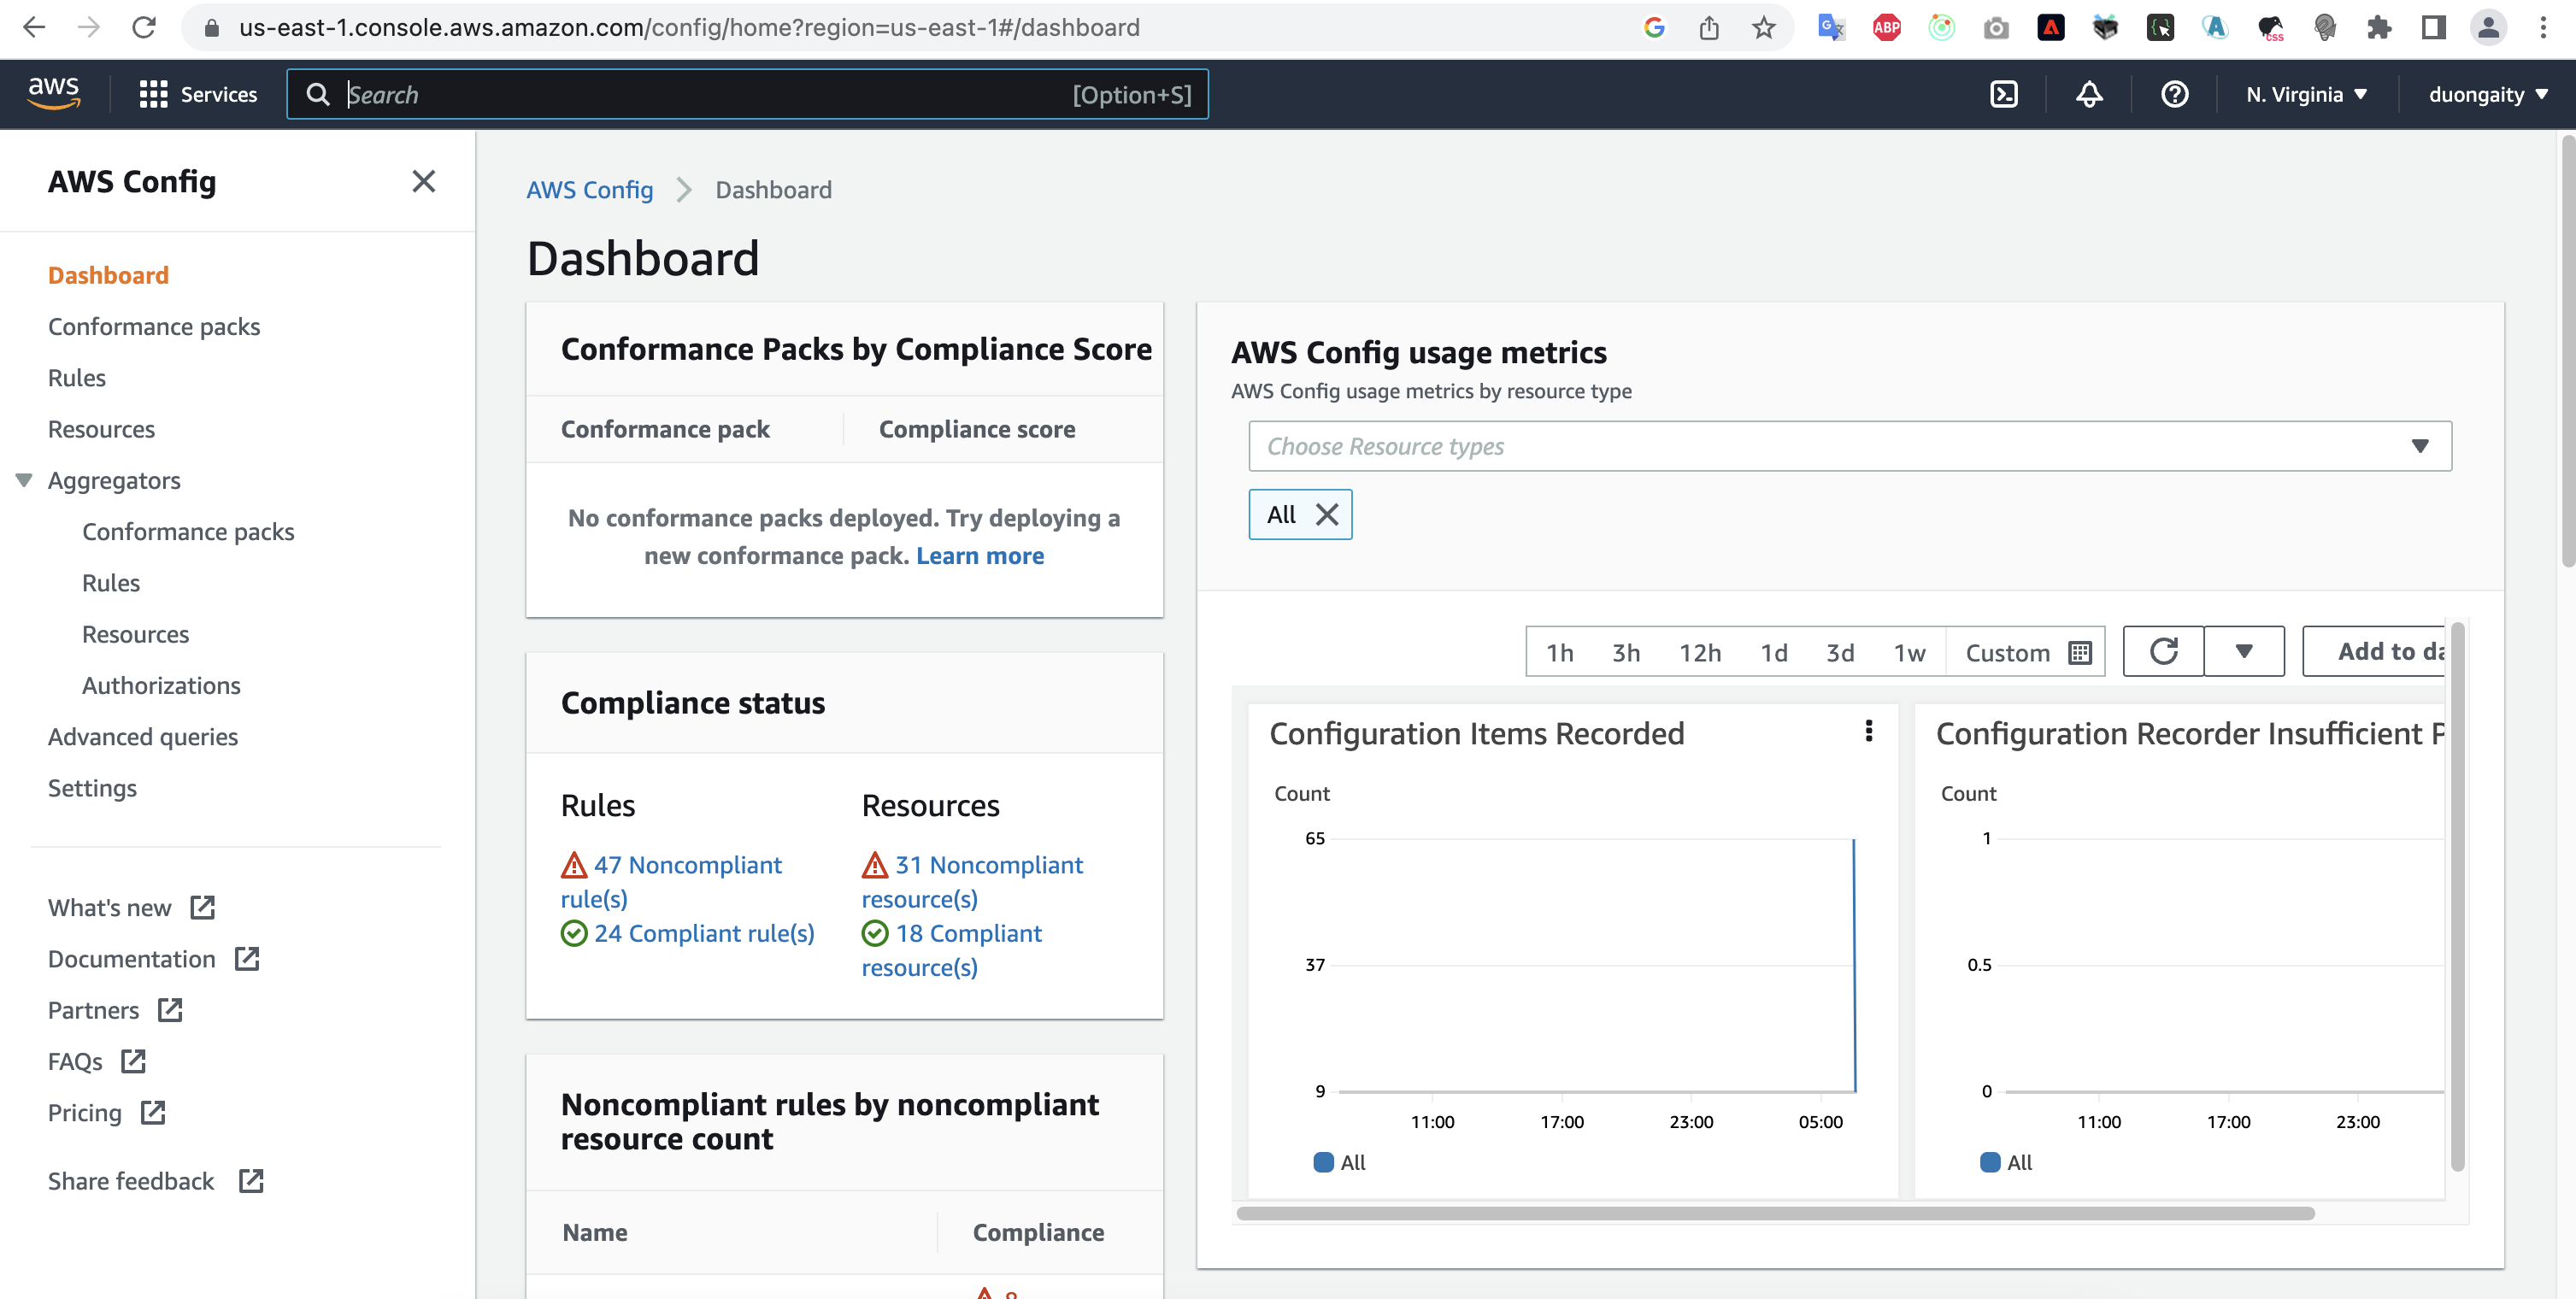 us-east-1.console.aws.amazon.com/config/home?region=us-east-1#/dashboard
ABP
css
aws
Services
Search
[Option+S]
N. Virginia
duongaity
AWS Config
Dashboard
Conformance packs
Rules
Resources
Aggregators
Conformance packs
Rules
Resources
Authorizations
Advanced queries
Settings
What's new
Documentation
Partners
FAQs
Pricing
Share feedback
AWS Config
Dashboard
Dashboard
Conformance Packs by Compliance Score
Conformance pack
Compliance score
No conformance packs deployed. Try deploying a
new conformance pack. Learn more
Compliance status
Rules
47 Noncompliant
rule(s)
24 Compliant rule(s)
Resources
31 Noncompliant
resource(s)
18 Compliant
resource(s)
Noncompliant rules by noncompliant
resource count
Name
Compliance
AWS Config usage metrics
AWS Config usage metrics by resource type
Choose Resource types
All
1h
3h
12h
1d
3d
1w
Custom
Add to da
Configuration Items Recorded
Count
65
37
9
11:00
17:00
23:00
05:00
All
Configuration Recorder Insufficient P
Count
1
0.5
0
11:00
17:00
23:00
All